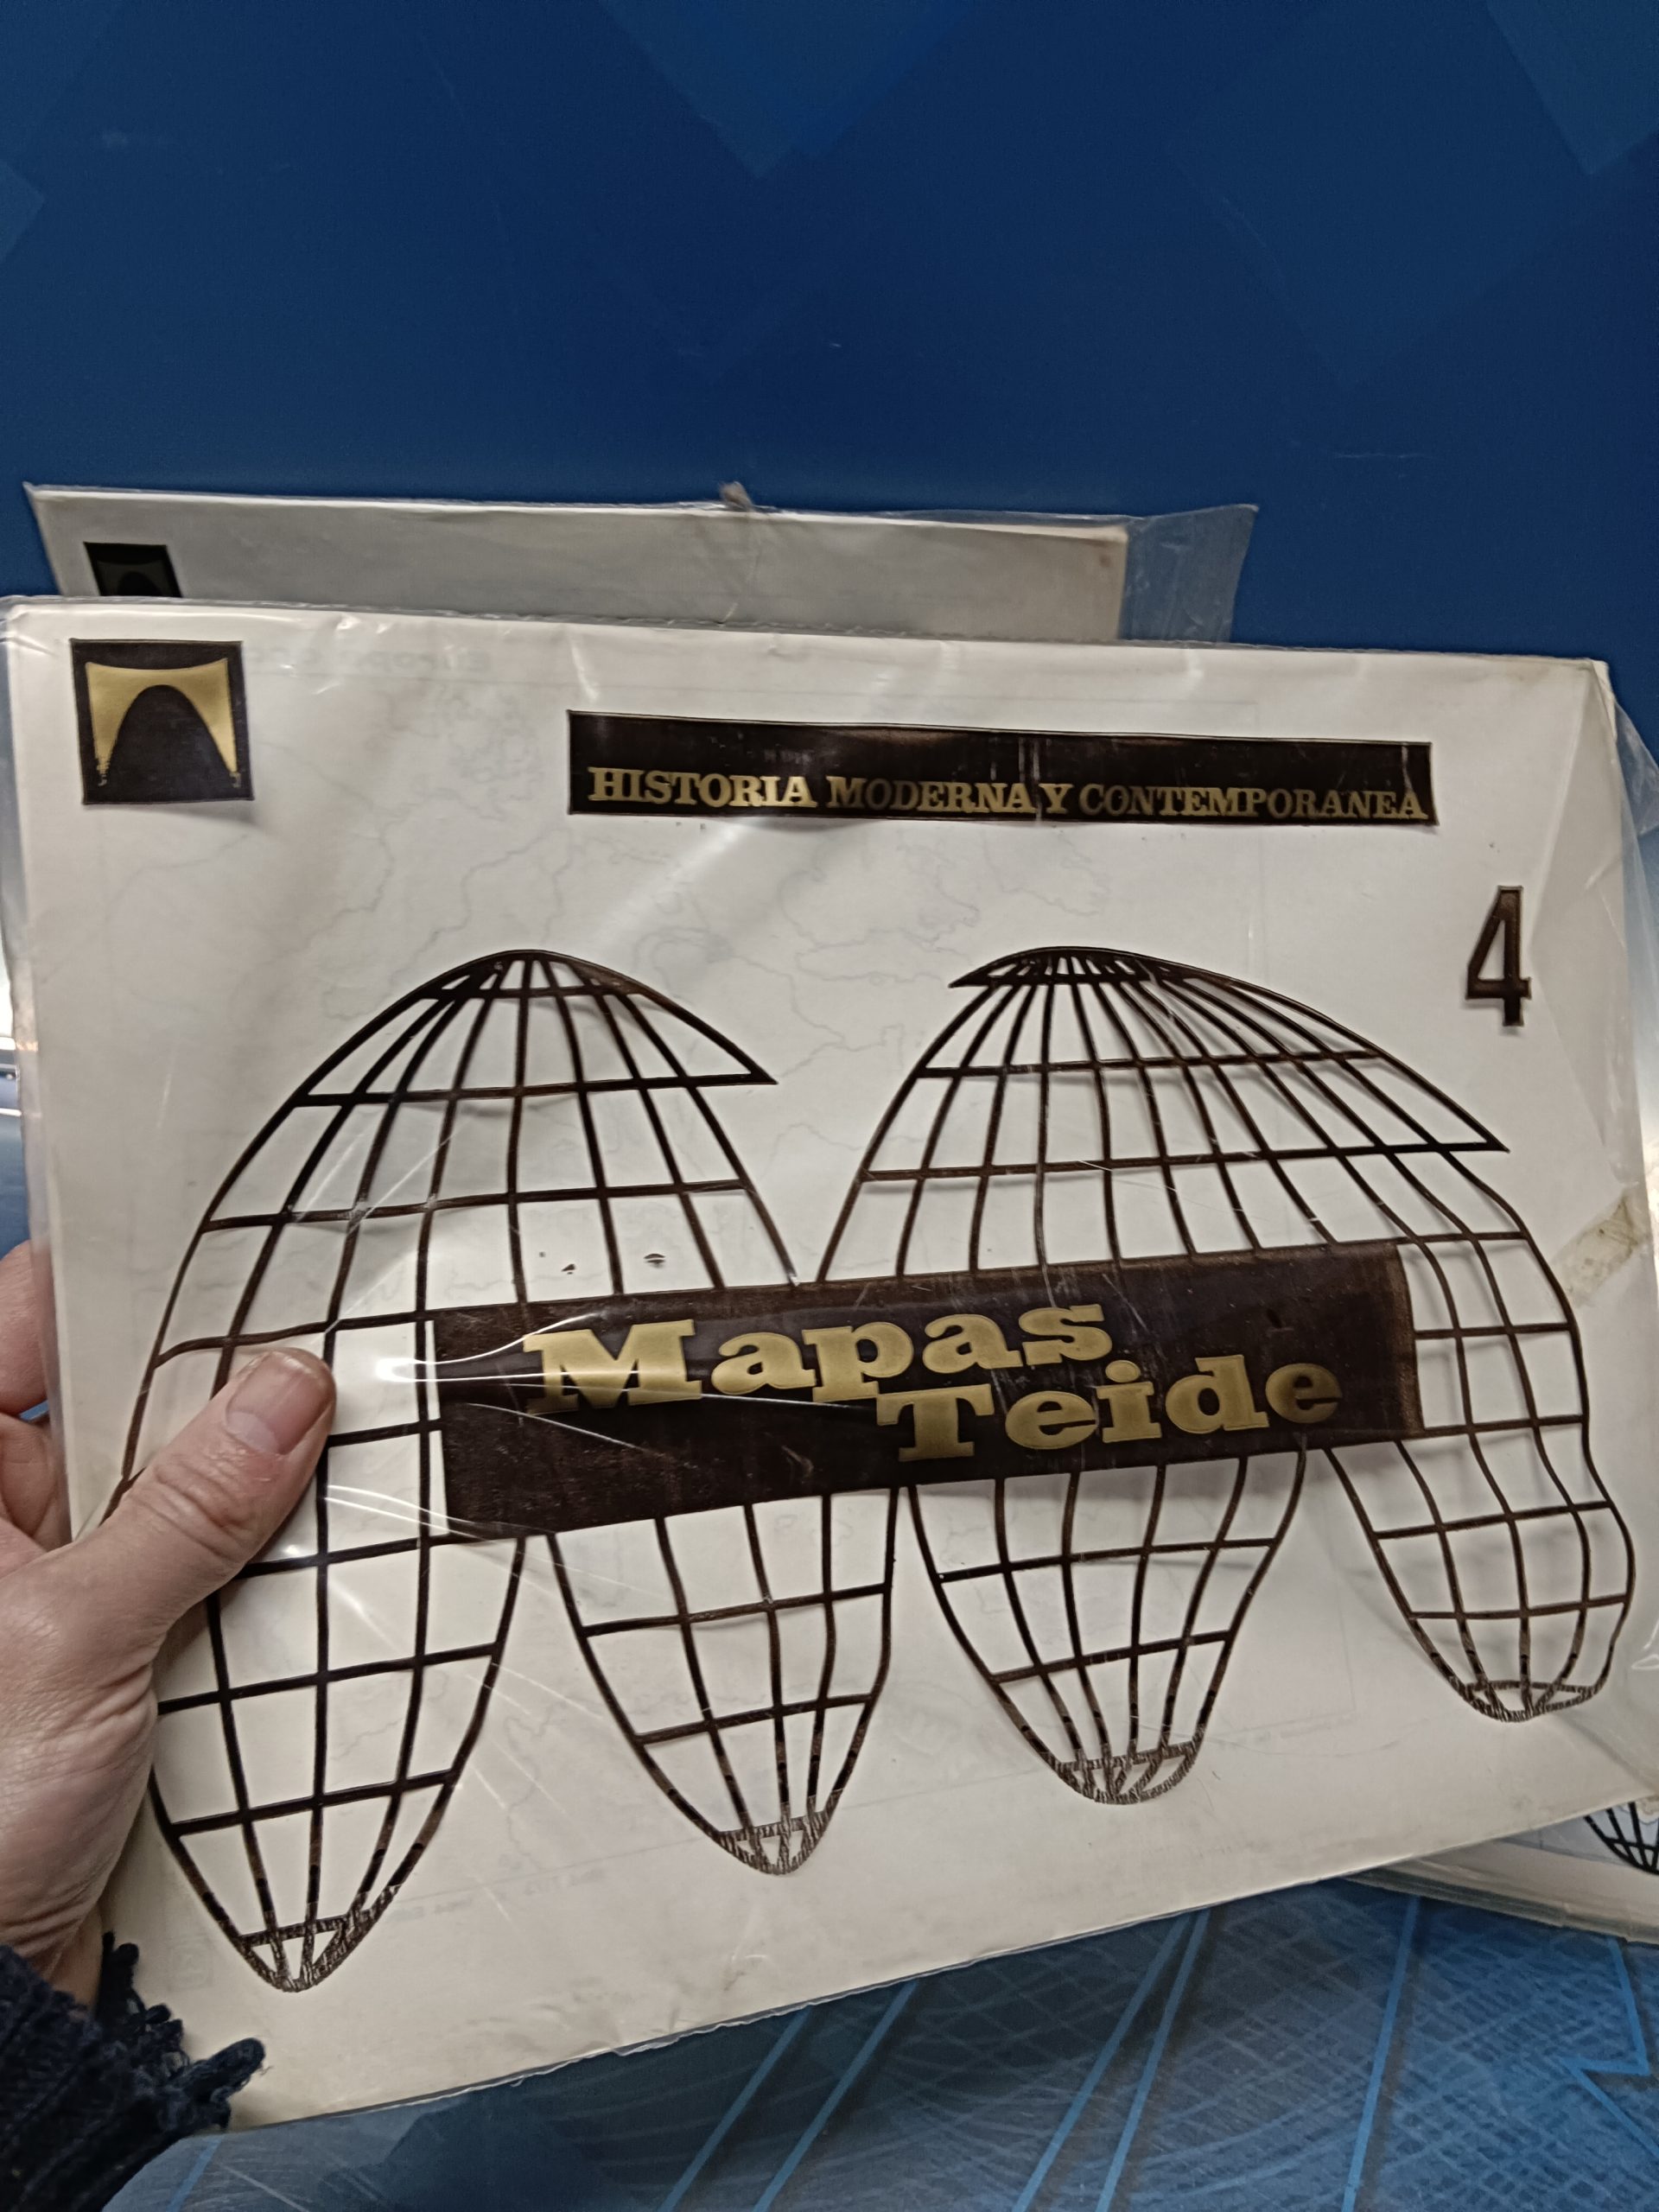 HISTORIA MODERNA Y CONTEMPORANEA
4
Mapas
Teide